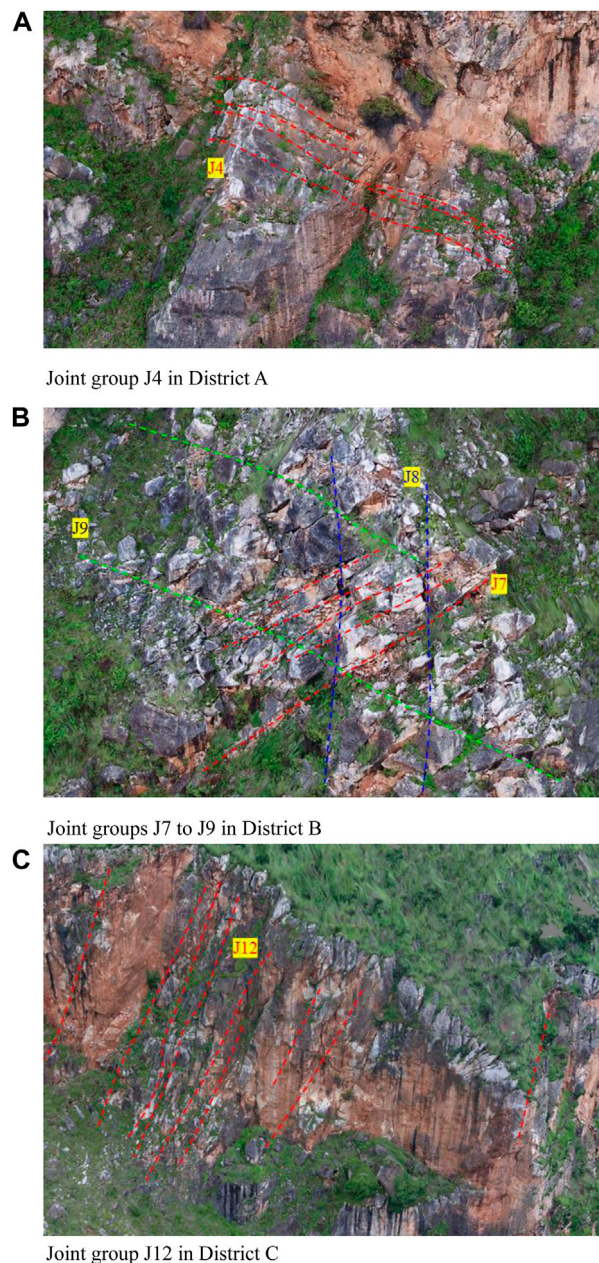 A
J4
Joint group J4 in District A
B
J8
J9
J7
Joint groups J7 to J9 in District B
C
J12
Joint group J12 in District C